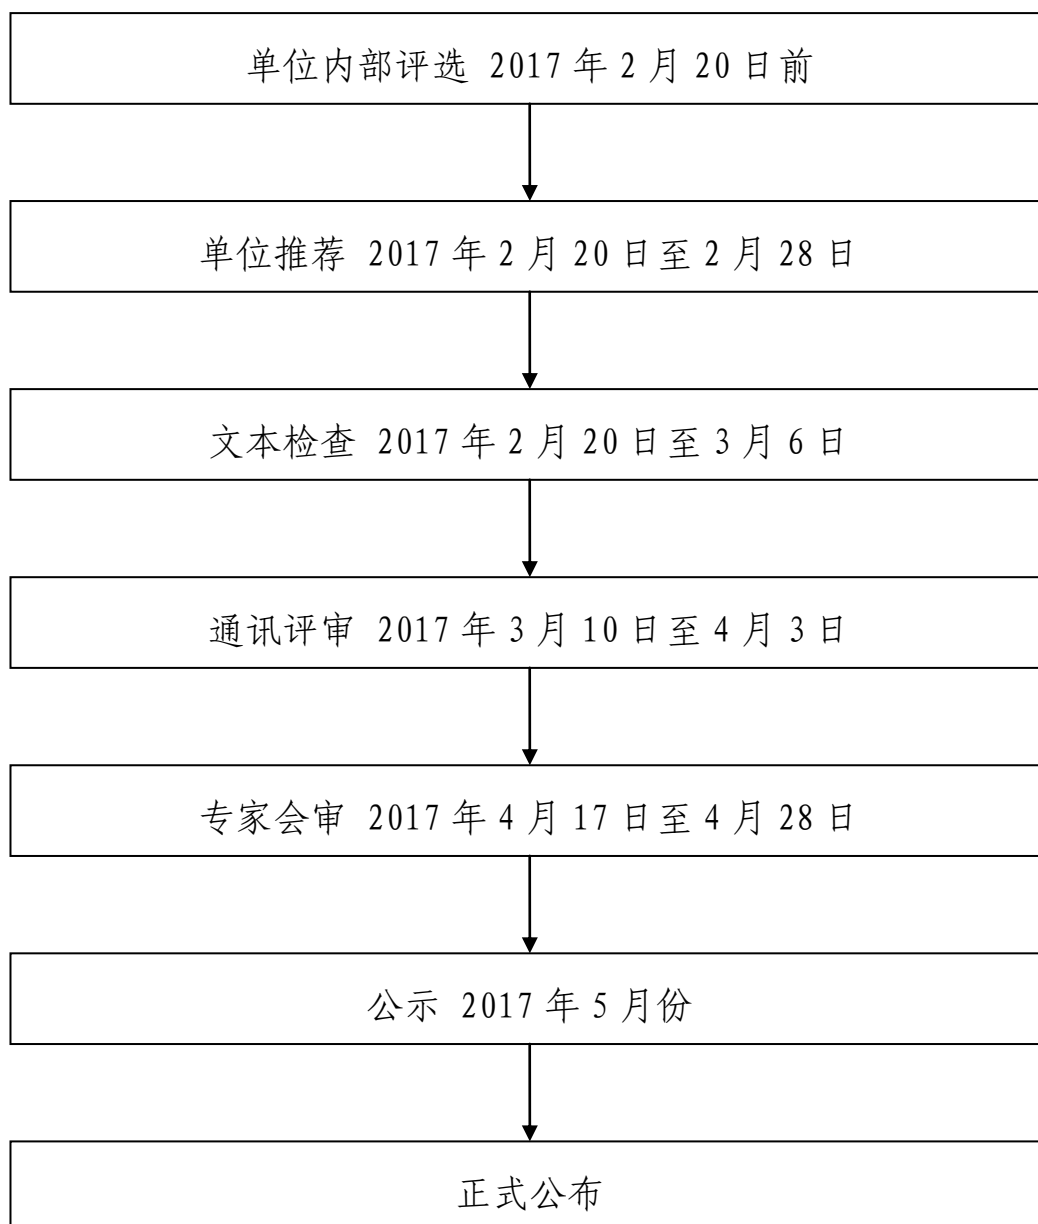 单位内部评选 2017 年 2 月 20 日前
单位推荐 2017 年 2 月 20 日至 2 月 28 日
文本检查 2017 年 2 月 20 日至 3 月 6 日
通讯评审 2017 年 3 月 10 日至 4 月 3 日
专家会审 2017 年 4 月 17 日至 4 月 28 日
公示 2017 年 5 月份
正式公布